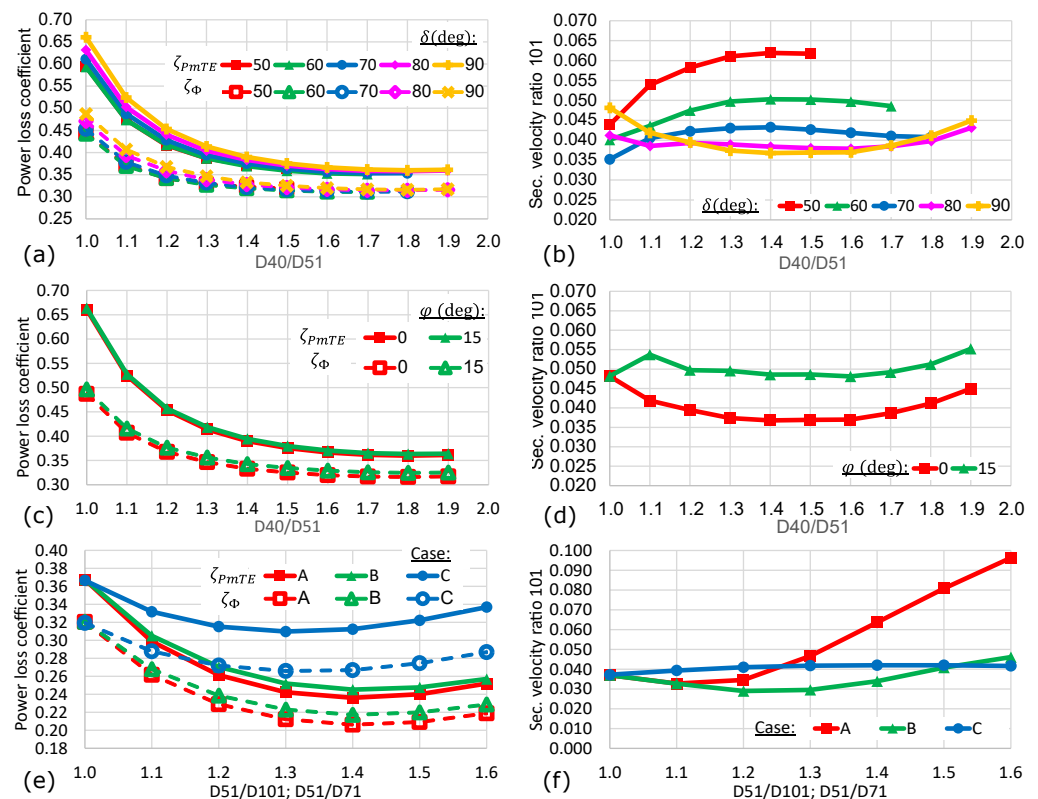 Power loss coefficient
0.70
0.65
0.60
0.55
0.50
0.45
0.40
0.35
0.30
0.25
δ(deg):
ζPmTE 50 60 70 80 90
ζΦ 50 60 70 80 90
1.0 1.1 1.2 1.3 1.4 1.5 1.6 1.7 1.8 1.9 2.0
(a)
D40/D51
Sec. velocity ratio 101
0.070
0.065
0.060
0.055
0.050
0.045
0.040
0.035
0.030
0.025
0.020
δ(deg): 50 60 70 80 90
1.0 1.1 1.2 1.3 1.4 1.5 1.6 1.7 1.8 1.9 2.0
(b)
D40/D51
Power loss coefficient
0.70
0.65
0.60
0.55
0.50
0.45
0.40
0.35
0.30
φ (deg):
ζPmTE 0 15
ζΦ 0 15
1.0 1.1 1.2 1.3 1.4 1.5 1.6 1.7 1.8 1.9 2.0
(c)
D40/D51
Sec. velocity ratio 101
0.070
0.065
0.060
0.055
0.050
0.045
0.040
0.035
0.030
0.025
0.020
φ (deg): 0 15
1.0 1.1 1.2 1.3 1.4 1.5 1.6 1.7 1.8 1.9 2.0
(d)
D40/D51
Power loss coefficient
0.40
0.38
0.36
0.34
0.32
0.30
0.28
0.26
0.24
0.22
0.20
0.18
Case:
ζPmTE A B C
ζΦ A B C
1.0 1.1 1.2 1.3 1.4 1.5 1.6
(e)
D51/D101; D51/D71
Sec. velocity ratio 101
0.100
0.090
0.080
0.070
0.060
0.050
0.040
0.030
0.020
0.010
0.000
Case: A B C
1.0 1.1 1.2 1.3 1.4 1.5 1.6
(f)
D51/D101; D51/D71